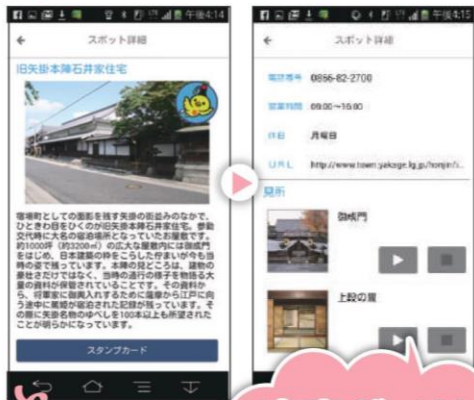 午後4:14
スポット詳細
旧矢掛本陣石井家住宅
宿場町としての面影を残す矢掛の街並みのなかで、
ひときわ目をひくのが旧矢掛本陣石井家住宅。参勤
交代時に大名の宿泊場所となっていたお屋敷です。
約1000坪（約3200㎡）の広大な屋敷内には御成門
をはじめ、日本建築の粋をこらした佇まいが今も当
時の姿で残っています。本陣の見どころは、建物の
豪壮さだけではなく、当時の通行の様子を物語る大
量の資料が保管されていることです。その資料か
ら、将軍家に御輿入れするために薩摩から江戸に向
う途中に篤姫が宿泊された記録が残っています。そ
の際に矢掛名物のゆべしを100本以上も所望された
ことが明らかになっています。
スタンプカード
午後4:15
スポット詳細
電話番号 0866-82-2700
営業時間 09:00〜16:00
休日 月曜日
URL http://www.town.yakage.lg.jp/honjin/i...
見所
御成門
上段の間